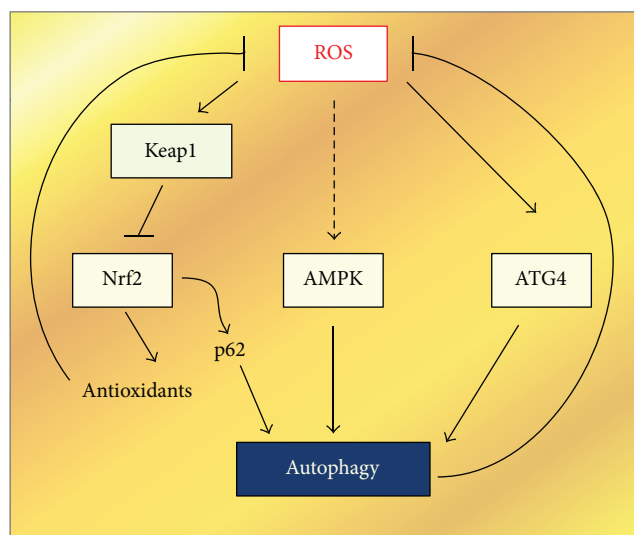 ROS
Keap1
Nrf2
AMPK
ATG4
p62
Antioxidants
Autophagy